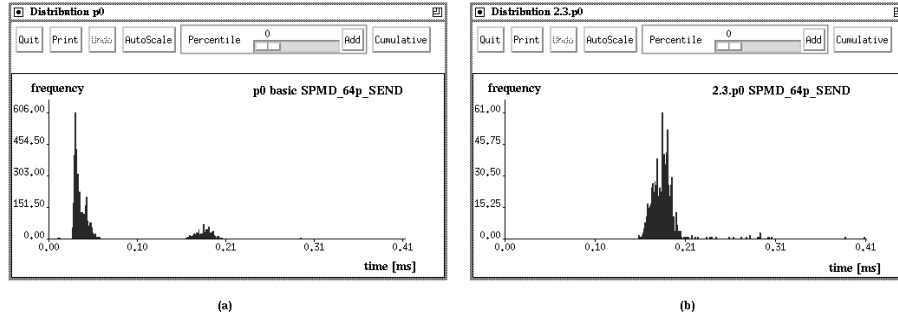 Distribution p0
Quit Print Undo AutoScale Percentile 0 Add Cumulative
frequency
p0 basic SPMD_64p_SEND
606.00
454.50
303.00
151.50
0.00
0.00 0.10 0.21 0.31 0.41
time [ms]
(a)
Distribution 2.3.p0
Quit Print Undo AutoScale Percentile 0 Add Cumulative
frequency
2.3.p0 SPMD_64p_SEND
61.00
45.75
30.50
15.25
0.00
0.00 0.10 0.21 0.31 0.41
time [ms]
(b)